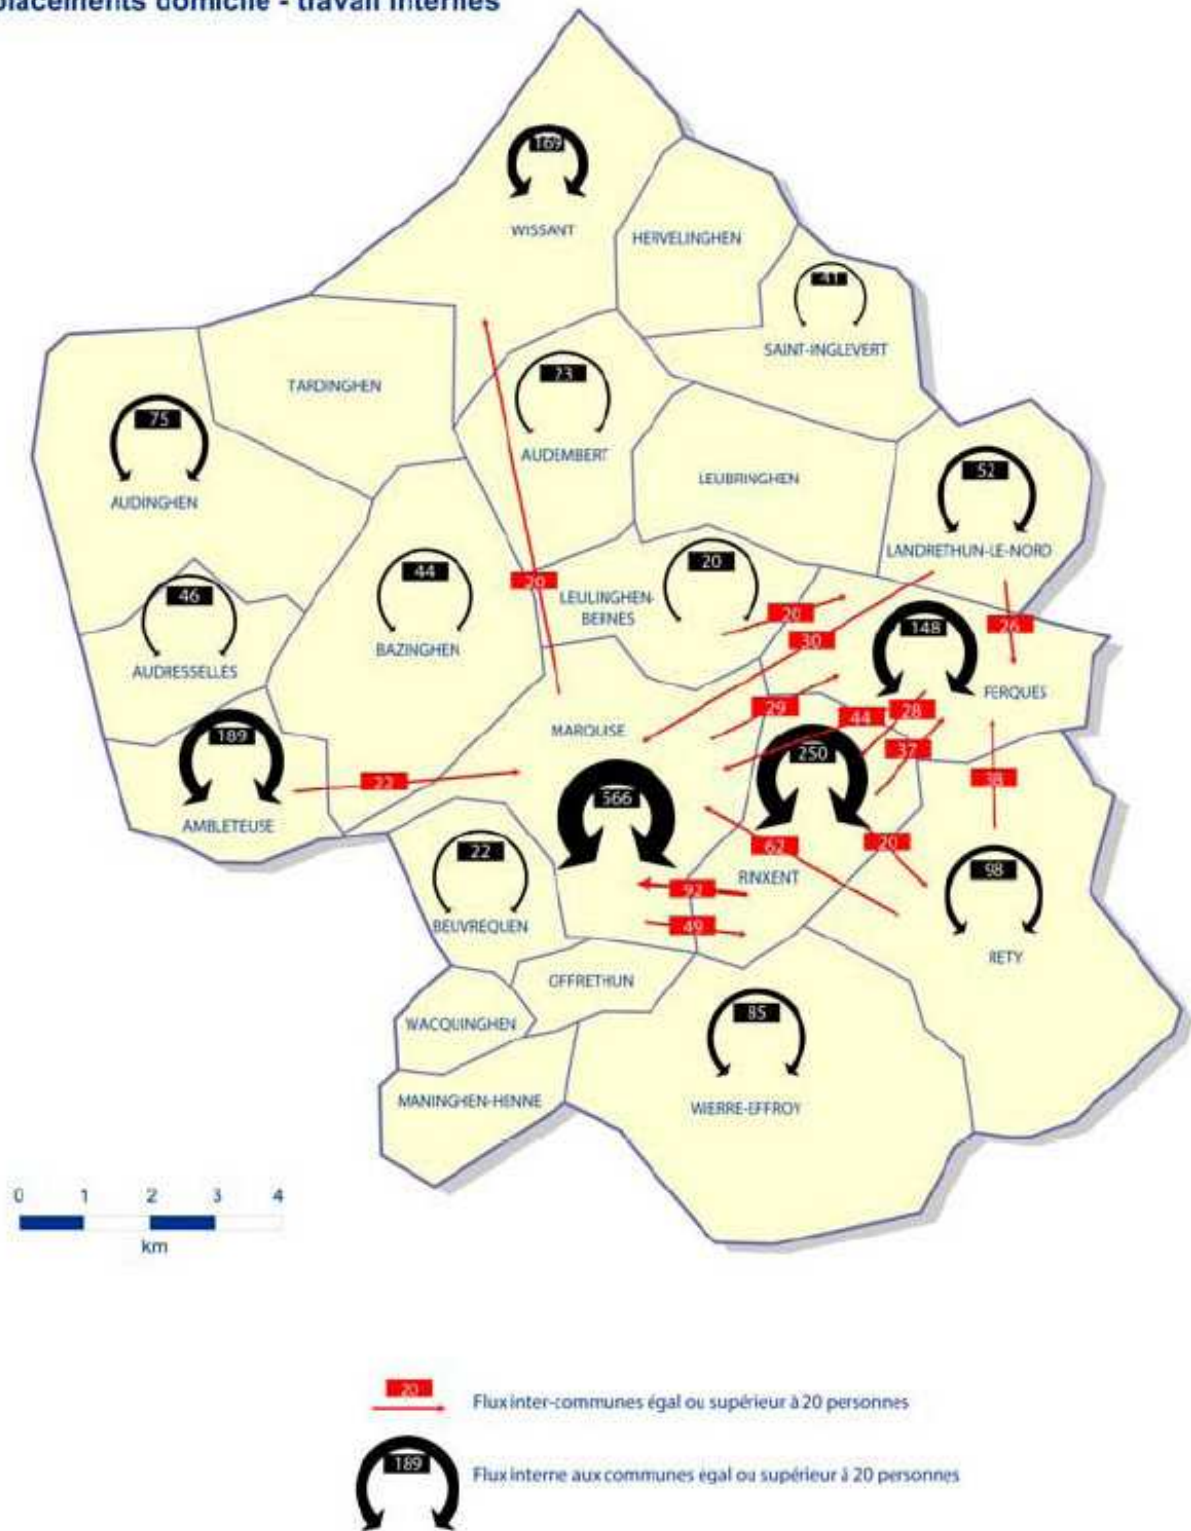 placements domicile - travail internes
169
WISSANT
HERVELINGHEN
41
SAINT-INGLEVERT
TARDINGHEN
23
AUDEMBERT
75
AUDINGHEN
LEUBRINGHEN
52
LANDRETHUN-LE-NORD
44
BAZINGHEN
20
20
LEULINGHEN-
BERNES
46
AUDRESSELLES
20
30
148
26
FERQUES
189
AMBLETEUSE
22
MARQUISE
29
44
28
37
38
250
566
62
20
RINXENT
92
49
98
RETY
22
BEUVREQUEN
OFFRETHUN
WACQUINGHEN
MANINGHEN-HENNE
85
WIERRE-EFFROY
0 1 2 3 4
km
20
Flux inter-communes égal ou supérieur à 20 personnes
189
Flux interne aux communes égal ou supérieur à 20 personnes